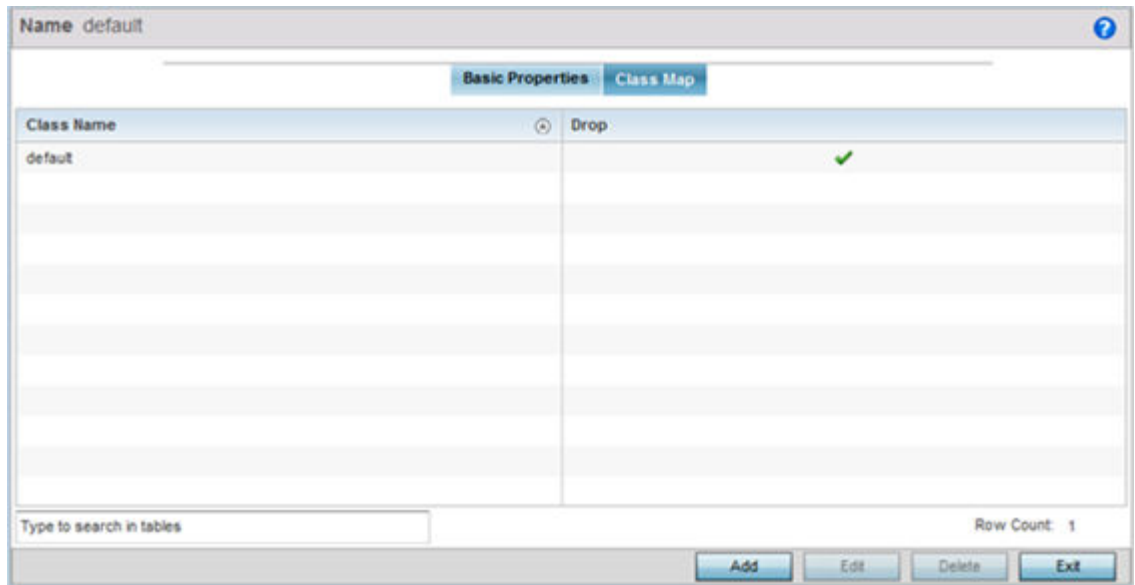 Name default
?
Basic Properties Class Map
Class Name Drop
default
Type to search in tables Row Count: 1
Add Edit Delete Exit